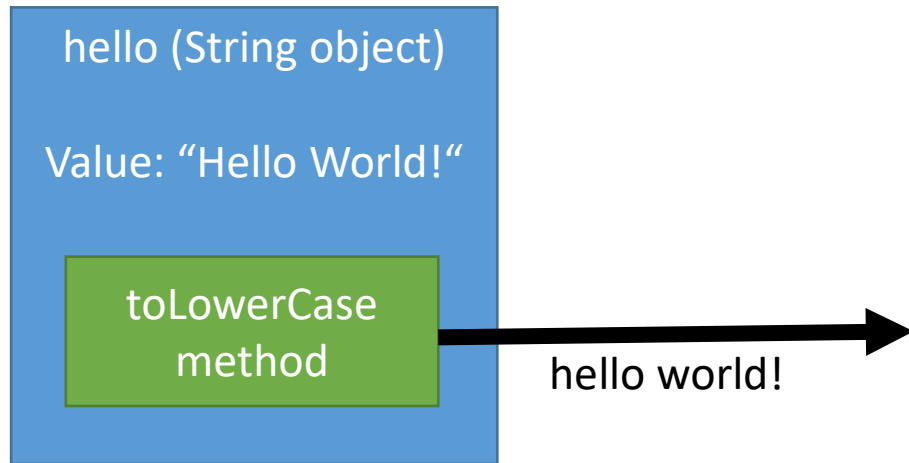 hello (String object)
Value: “Hello World!“
toLowerCase
method
hello world!